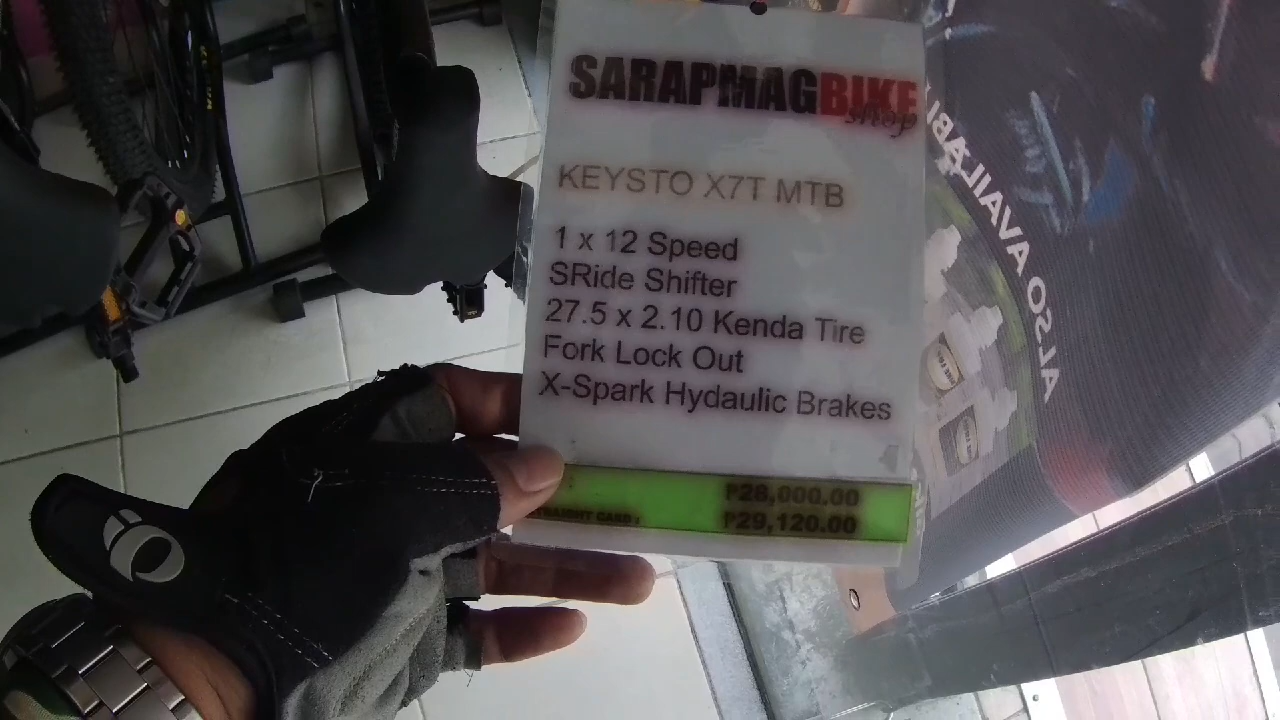 SARAPMAGBIKE
shop
KEYSTO X7T MTB
1 x 12 Speed
SRide Shifter
27.5 x 2.10 Kenda Tire
Fork Lock Out
X-Spark Hydaulic Brakes
₱28,000.00
STRAIGHT CARD : ₱29,120.00
ALSO AVAILABL